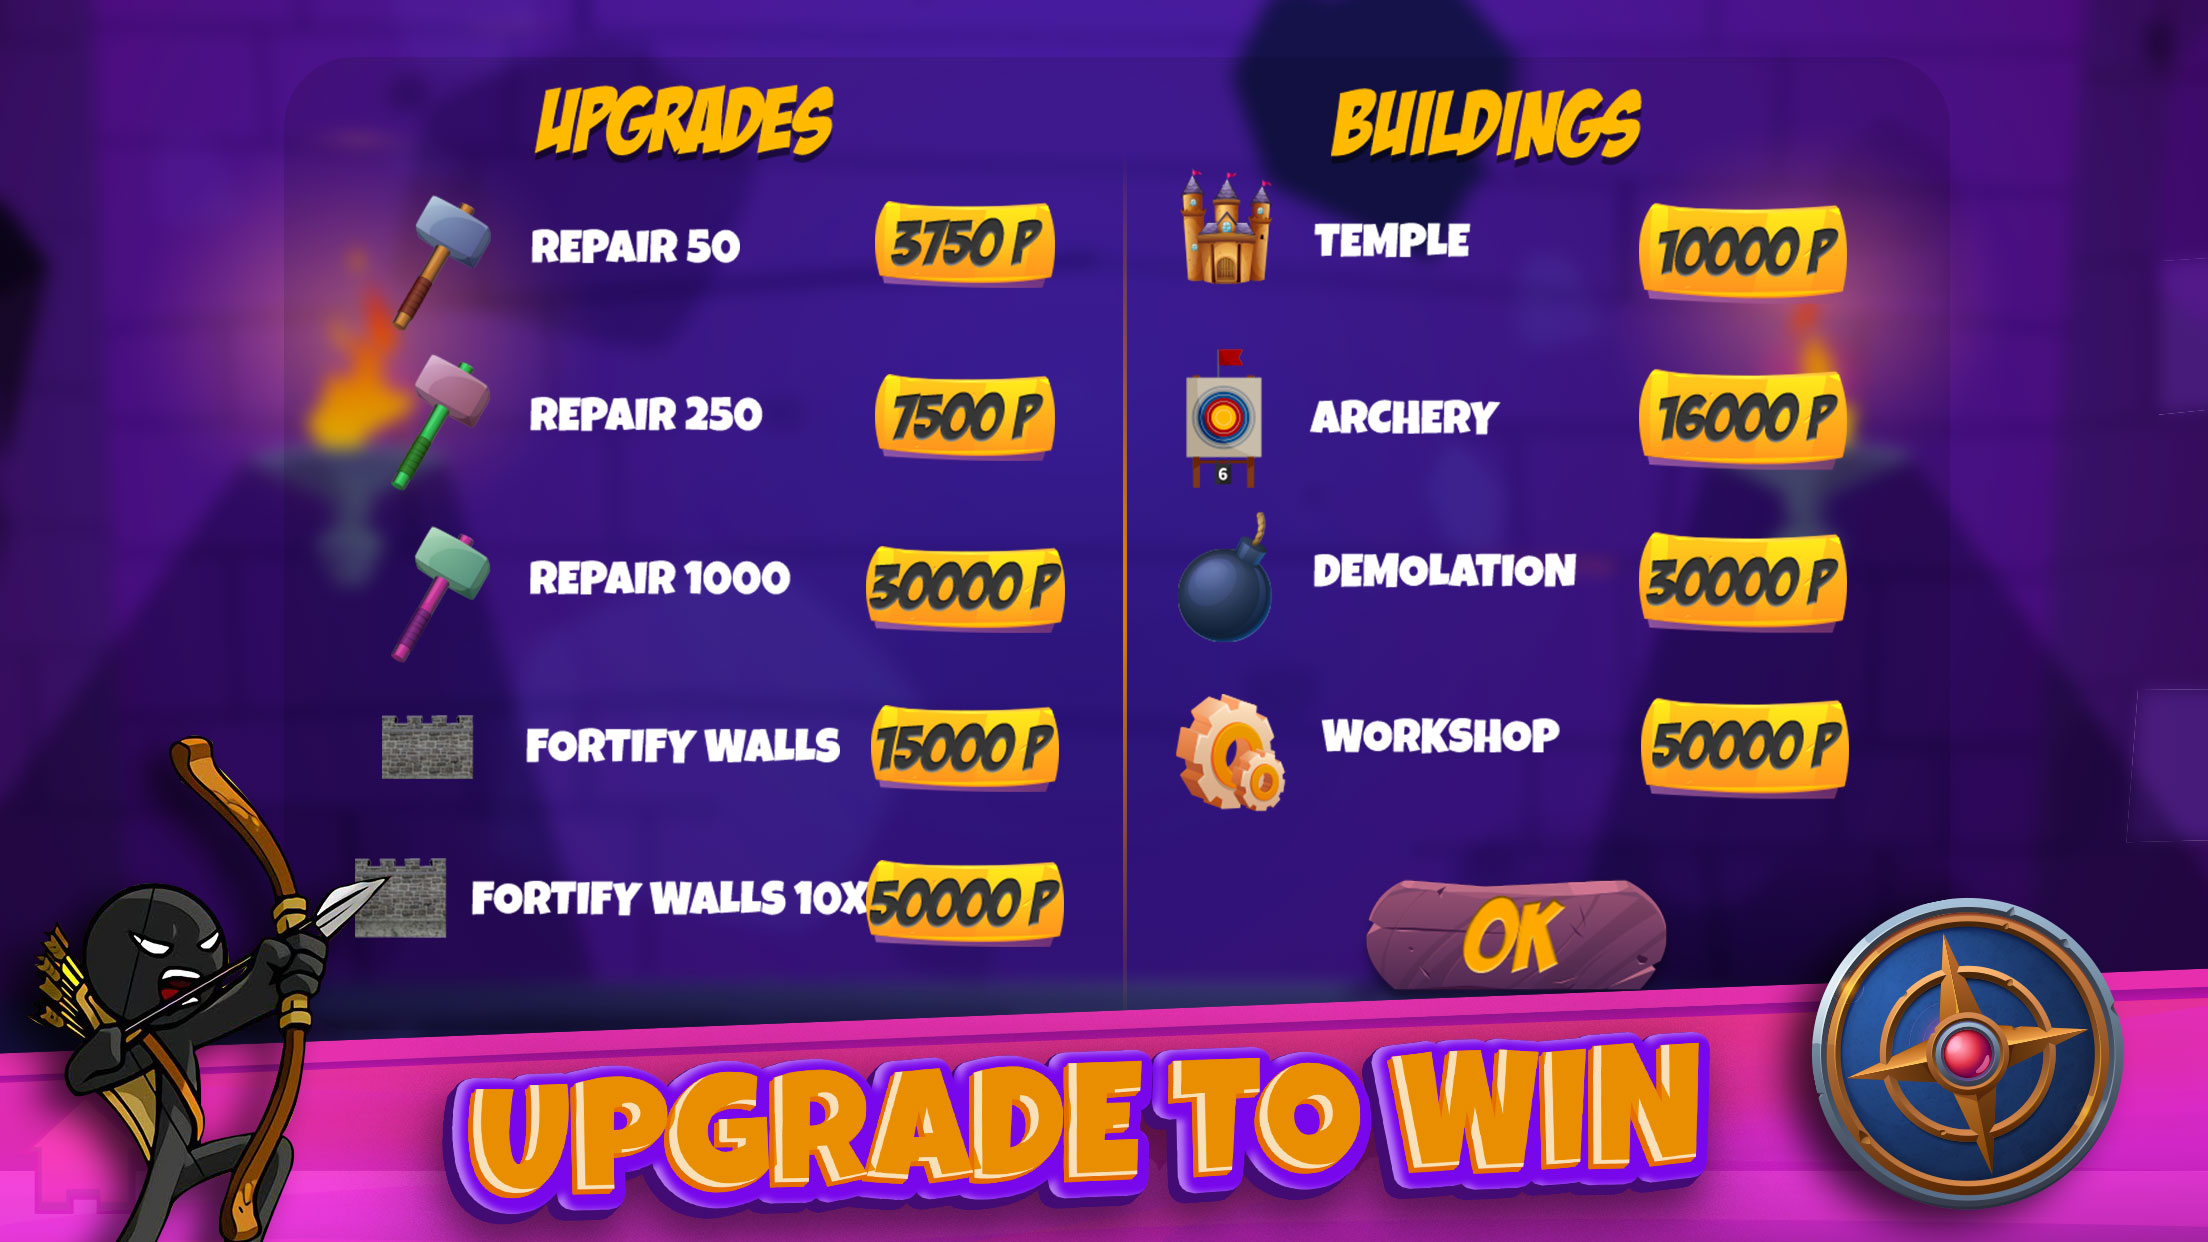 UPGRADES
REPAIR 50 3750 P
REPAIR 250 7500 P
REPAIR 1000 30000 P
FORTIFY WALLS 15000 P
FORTIFY WALLS 10X 50000 P
BUILDINGS
TEMPLE 10000 P
ARCHERY 16000 P
6
DEMOLATION 30000 P
WORKSHOP 50000 P
OK
UPGRADE TO WIN